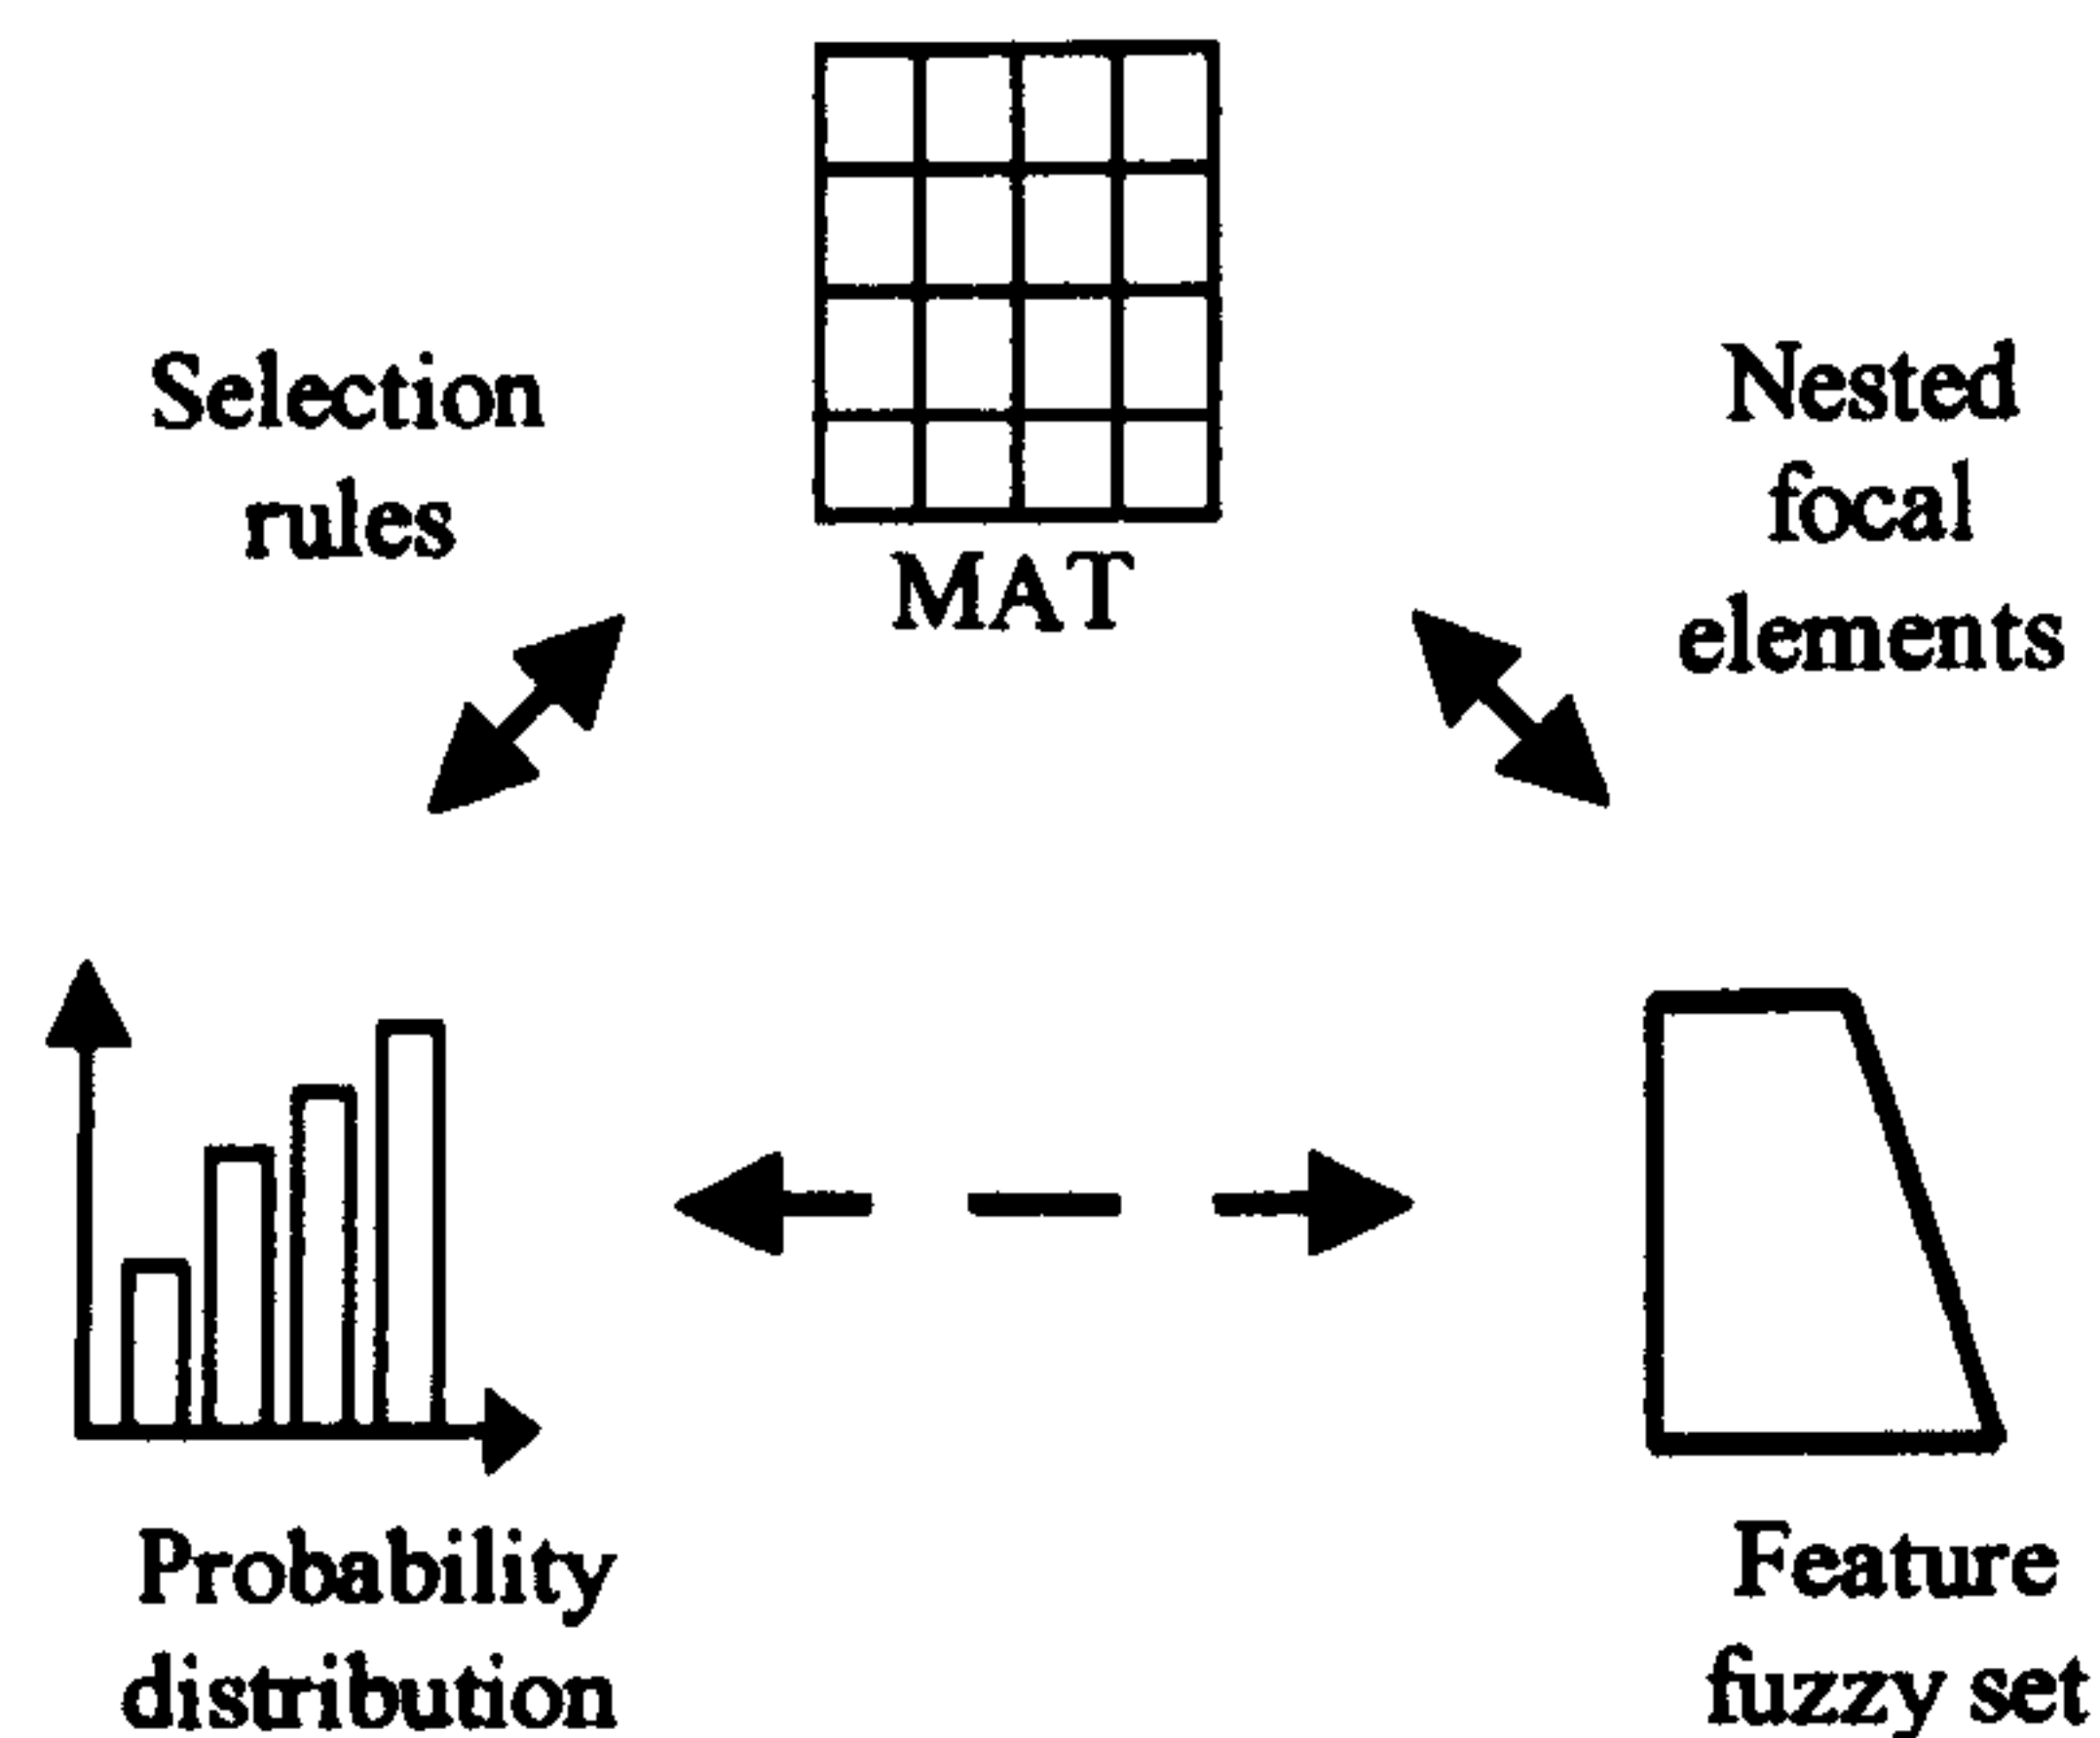 Selection
rules
MAT
Nested
focal
elements
Probability
distribution
Feature
fuzzy set